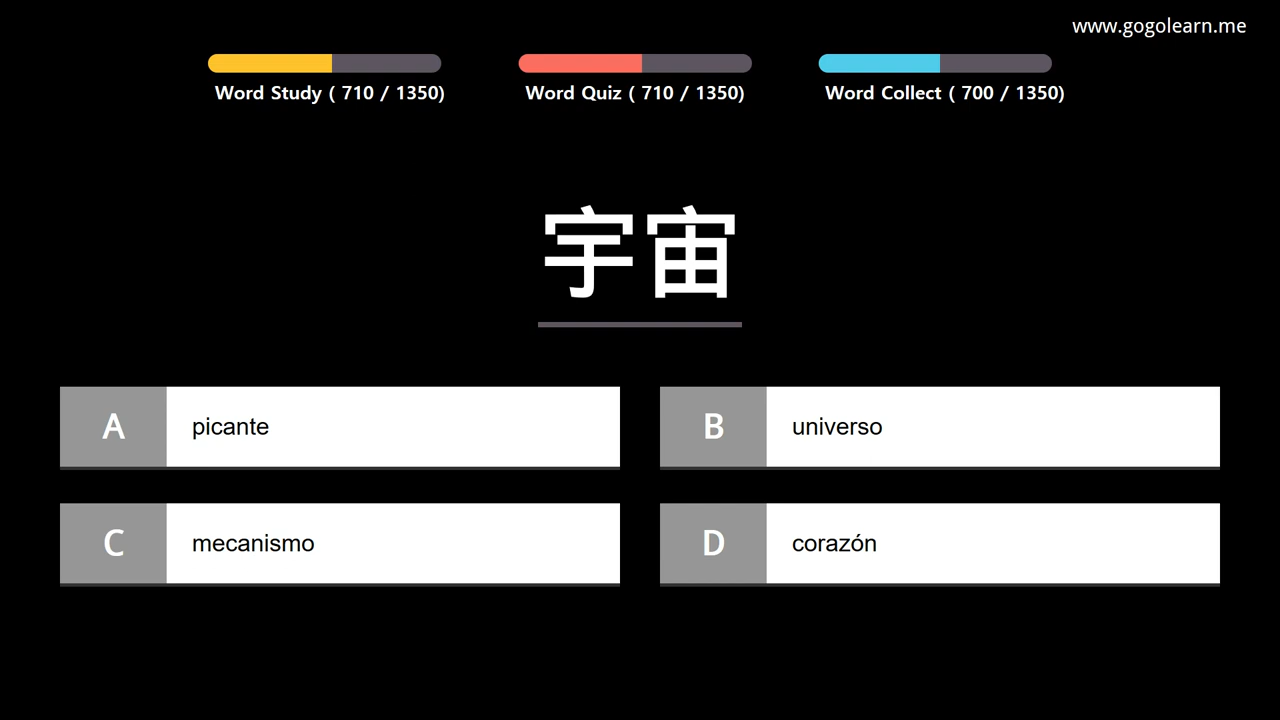 www.gogolearn.me
Word Study ( 710 / 1350)
Word Quiz ( 710 / 1350)
Word Collect ( 700 / 1350)
宇宙
A picante
B universo
C mecanismo
D corazón